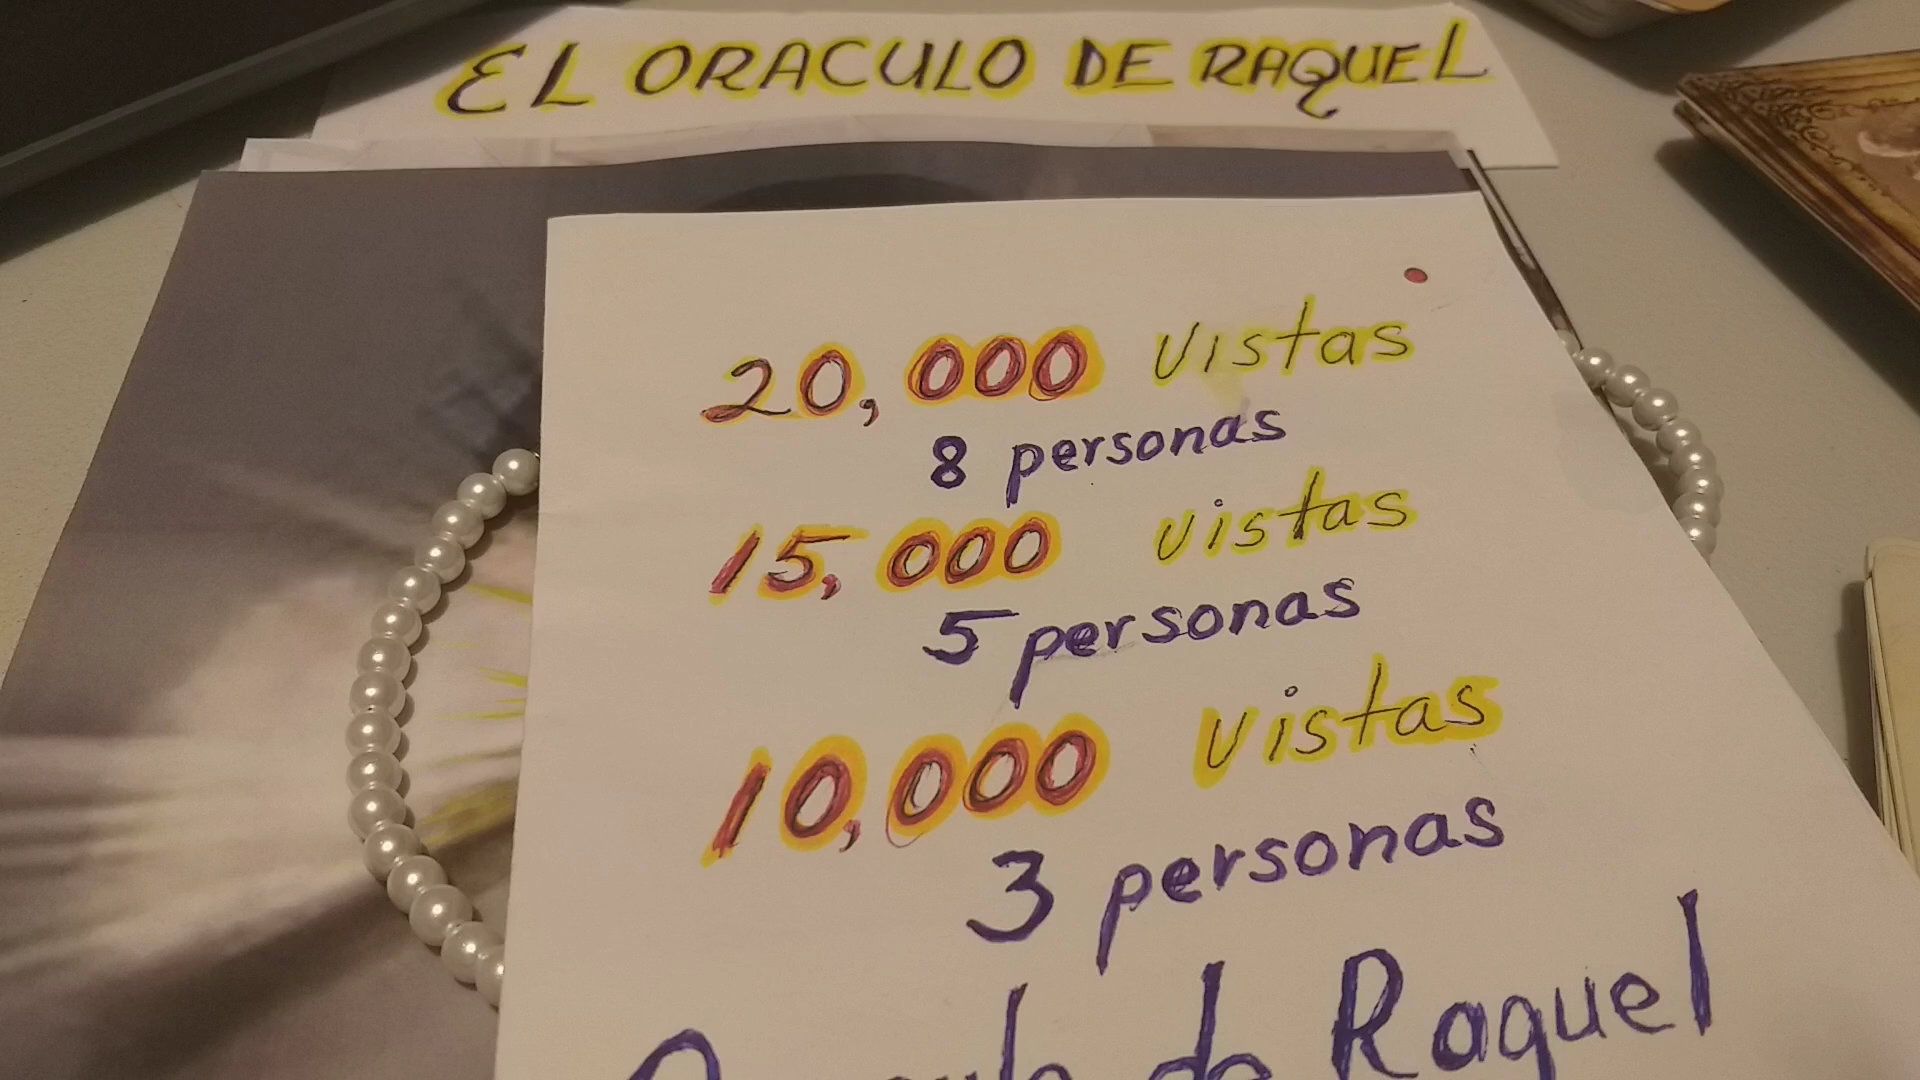 EL ORACULO DE RAQUEL
20,000 vistas
8 personas
15,000 vistas
5 personas
10,000 vistas
3 personas
de Raquel